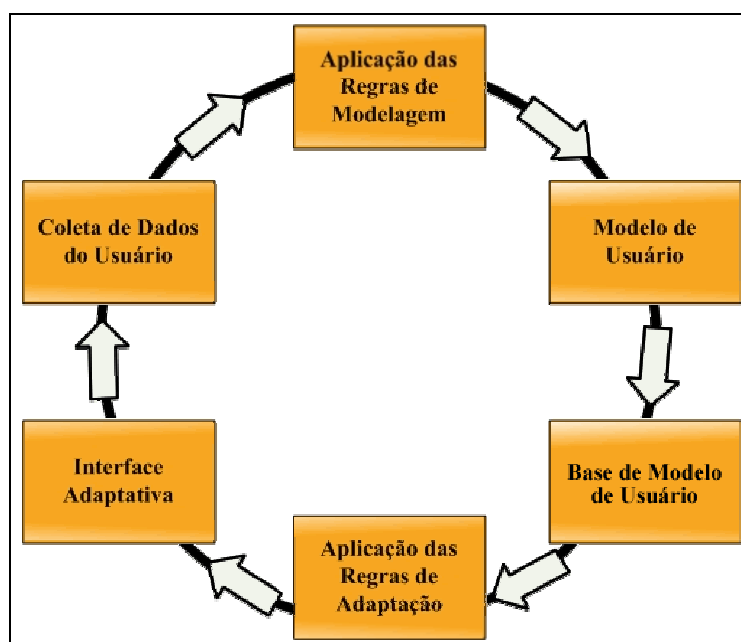 Aplicação das
Regras de
Modelagem
Coleta de Dados
do Usuário
Modelo de
Usuário
Interface
Adaptativa
Base de Modelo
de Usuário
Aplicação das
Regras de
Adaptação